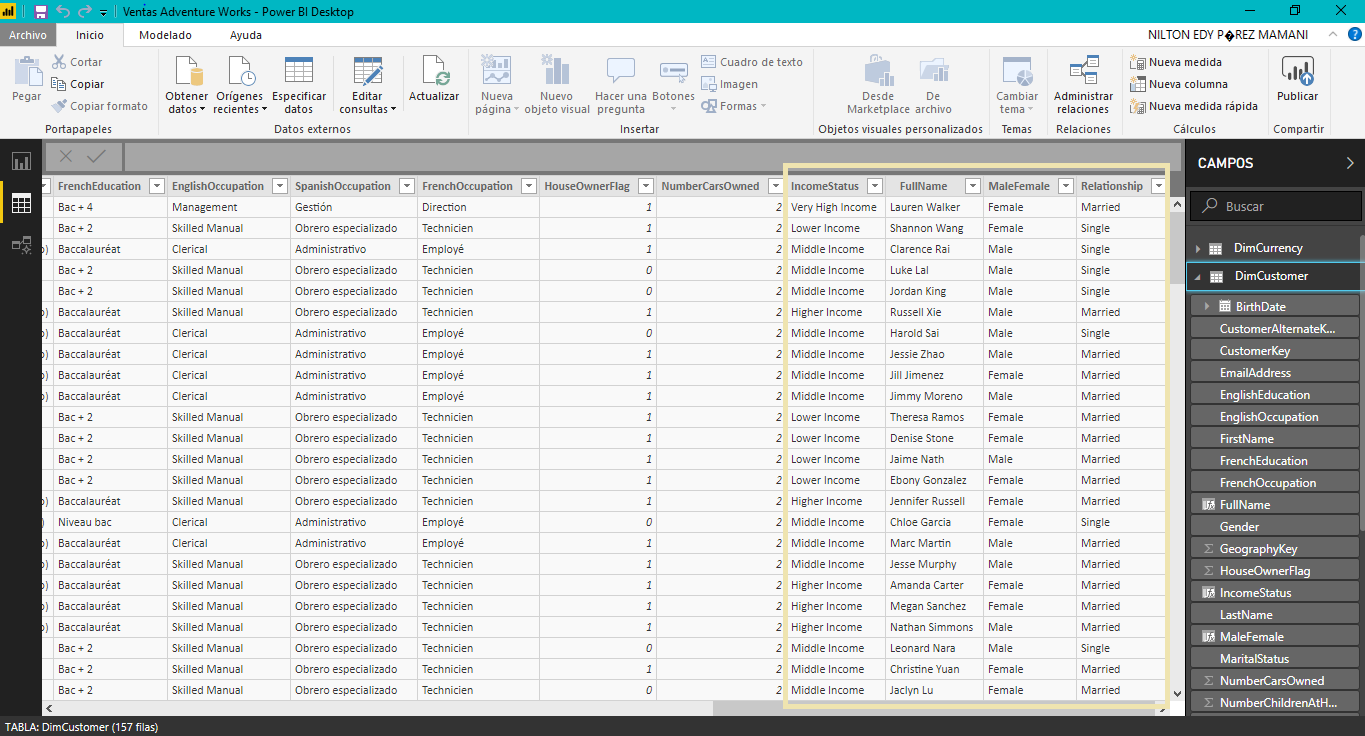 Ventas Adventure Works - Power BI Desktop
Archivo Inicio Modelado Ayuda NILTON EDY P�REZ MAMANI ?
Pegar
Cortar
Copiar
Copiar formato
Portapapeles
Obtener datos
Orígenes recientes
Especificar datos
Editar consultas
Actualizar
Datos externos
Nueva página
Nuevo objeto visual
Hacer una pregunta
Botones
Cuadro de texto
Imagen
Formas
Insertar
Desde Marketplace
De archivo
Objetos visuales personalizados
Cambiar tema
Temas
Administrar relaciones
Relaciones
Nueva medida
Nueva columna
Nueva medida rápida
Cálculos
Publicar
Compartir
FrenchEducation EnglishOccupation SpanishOccupation FrenchOccupation HouseOwnerFlag NumberCarsOwned IncomeStatus FullName MaleFemale Relationship
Bac + 4 Management Gestión Direction 1 2 Very High Income Lauren Walker Female Married
Bac + 2 Skilled Manual Obrero especializado Technicien 1 2 Lower Income Shannon Wang Female Single
) Baccalauréat Clerical Administrativo Employé 1 2 Middle Income Clarence Rai Male Single
Bac + 2 Skilled Manual Obrero especializado Technicien 0 2 Middle Income Luke Lal Male Single
Bac + 2 Skilled Manual Obrero especializado Technicien 0 2 Middle Income Jordan King Male Single
) Baccalauréat Skilled Manual Obrero especializado Technicien 1 2 Higher Income Russell Xie Male Married
) Baccalauréat Clerical Administrativo Employé 0 2 Middle Income Harold Sai Male Single
) Baccalauréat Clerical Administrativo Employé 1 2 Middle Income Jessie Zhao Male Married
) Baccalauréat Clerical Administrativo Employé 1 2 Middle Income Jill Jimenez Female Married
) Baccalauréat Clerical Administrativo Employé 1 2 Middle Income Jimmy Moreno Male Married
Bac + 2 Skilled Manual Obrero especializado Technicien 1 2 Lower Income Theresa Ramos Female Married
Bac + 2 Skilled Manual Obrero especializado Technicien 1 2 Lower Income Denise Stone Female Married
Bac + 2 Skilled Manual Obrero especializado Technicien 1 2 Lower Income Jaime Nath Male Married
Bac + 2 Skilled Manual Obrero especializado Technicien 1 2 Lower Income Ebony Gonzalez Female Married
) Baccalauréat Skilled Manual Obrero especializado Technicien 1 2 Higher Income Jennifer Russell Female Married
) Niveau bac Clerical Administrativo Employé 0 2 Middle Income Chloe Garcia Female Single
) Baccalauréat Clerical Administrativo Employé 1 2 Middle Income Marc Martin Male Married
) Baccalauréat Skilled Manual Obrero especializado Technicien 1 2 Middle Income Jesse Murphy Male Married
) Baccalauréat Skilled Manual Obrero especializado Technicien 1 2 Higher Income Amanda Carter Female Married
) Baccalauréat Skilled Manual Obrero especializado Technicien 1 2 Higher Income Megan Sanchez Female Married
) Baccalauréat Skilled Manual Obrero especializado Technicien 1 2 Higher Income Nathan Simmons Male Married
Bac + 2 Skilled Manual Obrero especializado Technicien 0 2 Middle Income Leonard Nara Male Single
Bac + 2 Skilled Manual Obrero especializado Technicien 1 2 Middle Income Christine Yuan Female Married
Bac + 2 Skilled Manual Obrero especializado Technicien 0 2 Middle Income Jaclyn Lu Female Married
CAMPOS
Buscar
DimCurrency
DimCustomer
BirthDate
CustomerAlternateK...
CustomerKey
EmailAddress
EnglishEducation
EnglishOccupation
FirstName
FrenchEducation
FrenchOccupation
FullName
Gender
Σ GeographyKey
Σ HouseOwnerFlag
IncomeStatus
LastName
MaleFemale
MaritalStatus
Σ NumberCarsOwned
Σ NumberChildrenAtH...
TABLA: DimCustomer (157 filas)